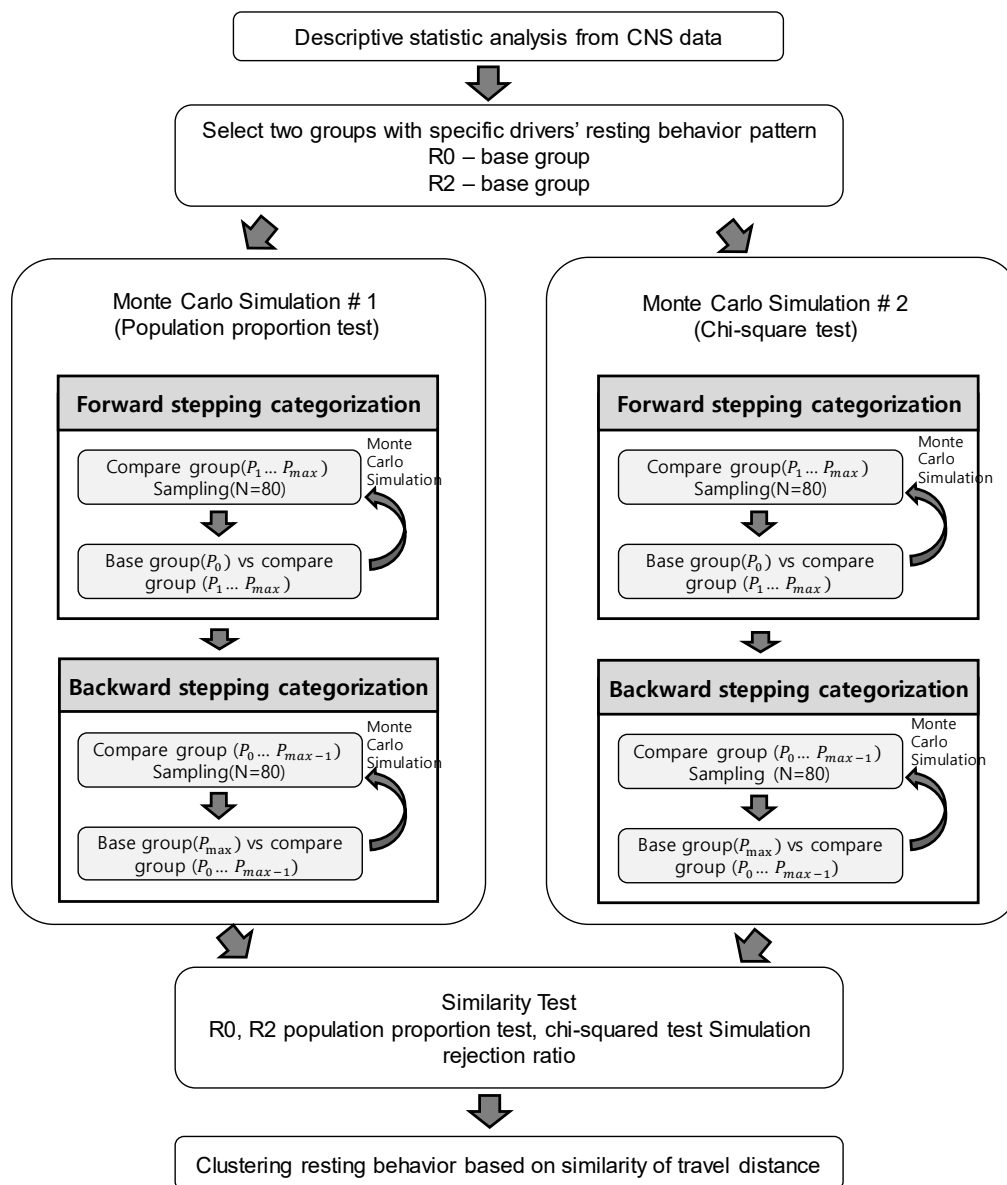 Descriptive statistic analysis from CNS data
Select two groups with specific drivers' resting behavior pattern
R0 – base group
R2 – base group
Monte Carlo Simulation # 1
(Population proportion test)
Forward stepping categorization
Compare group(P₁… Pₘₐₓ)
Sampling(N=80)
Monte
Carlo
Simulation
Base group(P₀) vs compare
group (P₁… Pₘₐₓ)
Backward stepping categorization
Compare group (P₀… Pₘₐₓ₋₁)
Sampling(N=80)
Monte
Carlo
Simulation
Base group(Pₘₐₓ) vs compare
group (P₀… Pₘₐₓ₋₁)
Monte Carlo Simulation # 2
(Chi-square test)
Forward stepping categorization
Compare group(P₁… Pₘₐₓ)
Sampling(N=80)
Monte
Carlo
Simulation
Base group(P₀) vs compare
group (P₁… Pₘₐₓ)
Backward stepping categorization
Compare group (P₀… Pₘₐₓ₋₁)
Sampling (N=80)
Monte
Carlo
Simulation
Base group(Pₘₐₓ) vs compare
group (P₀… Pₘₐₓ₋₁)
Similarity Test
R0, R2 population proportion test, chi-squared test Simulation
rejection ratio
Clustering resting behavior based on similarity of travel distance